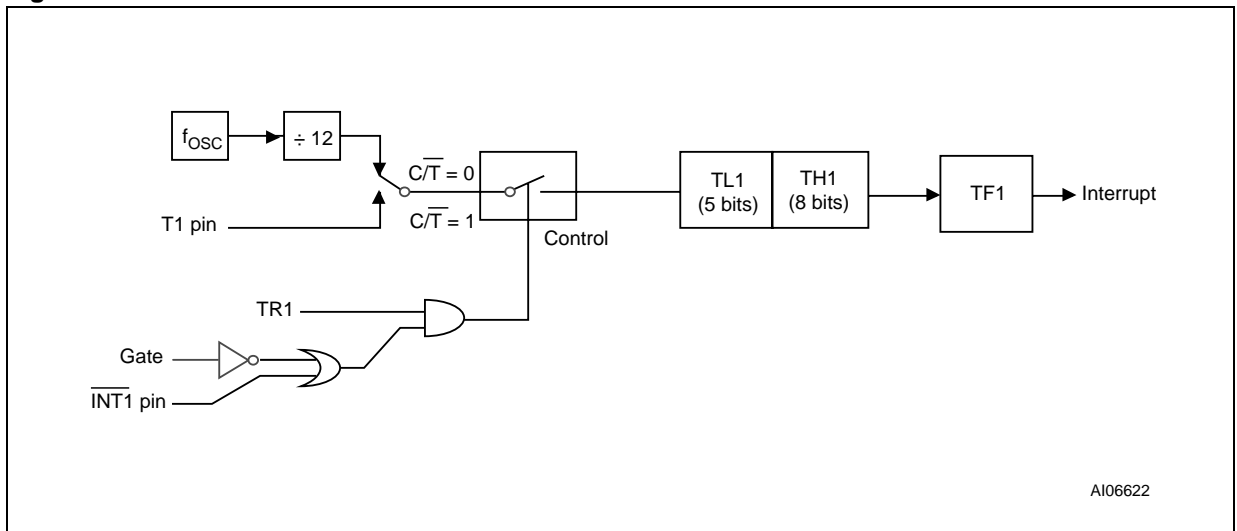 fOSC
÷ 12
C/T̅ = 0
T1 pin
C/T̅ = 1
Control
TL1
(5 bits)
TH1
(8 bits)
TF1
Interrupt
TR1
Gate
I̅N̅T̅1̅ pin
AI06622